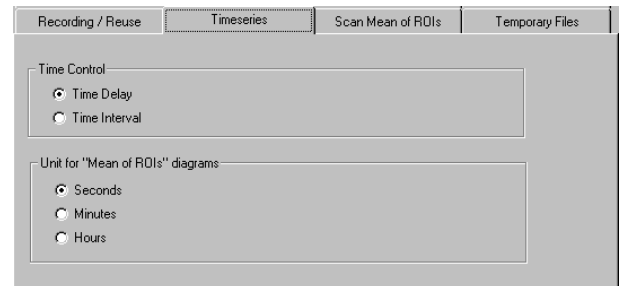 Recording / Reuse Timeseries Scan Mean of ROIs Temporary Files
Time Control
Time Delay
Time Interval
Unit for "Mean of ROIs" diagrams
Seconds
Minutes
Hours